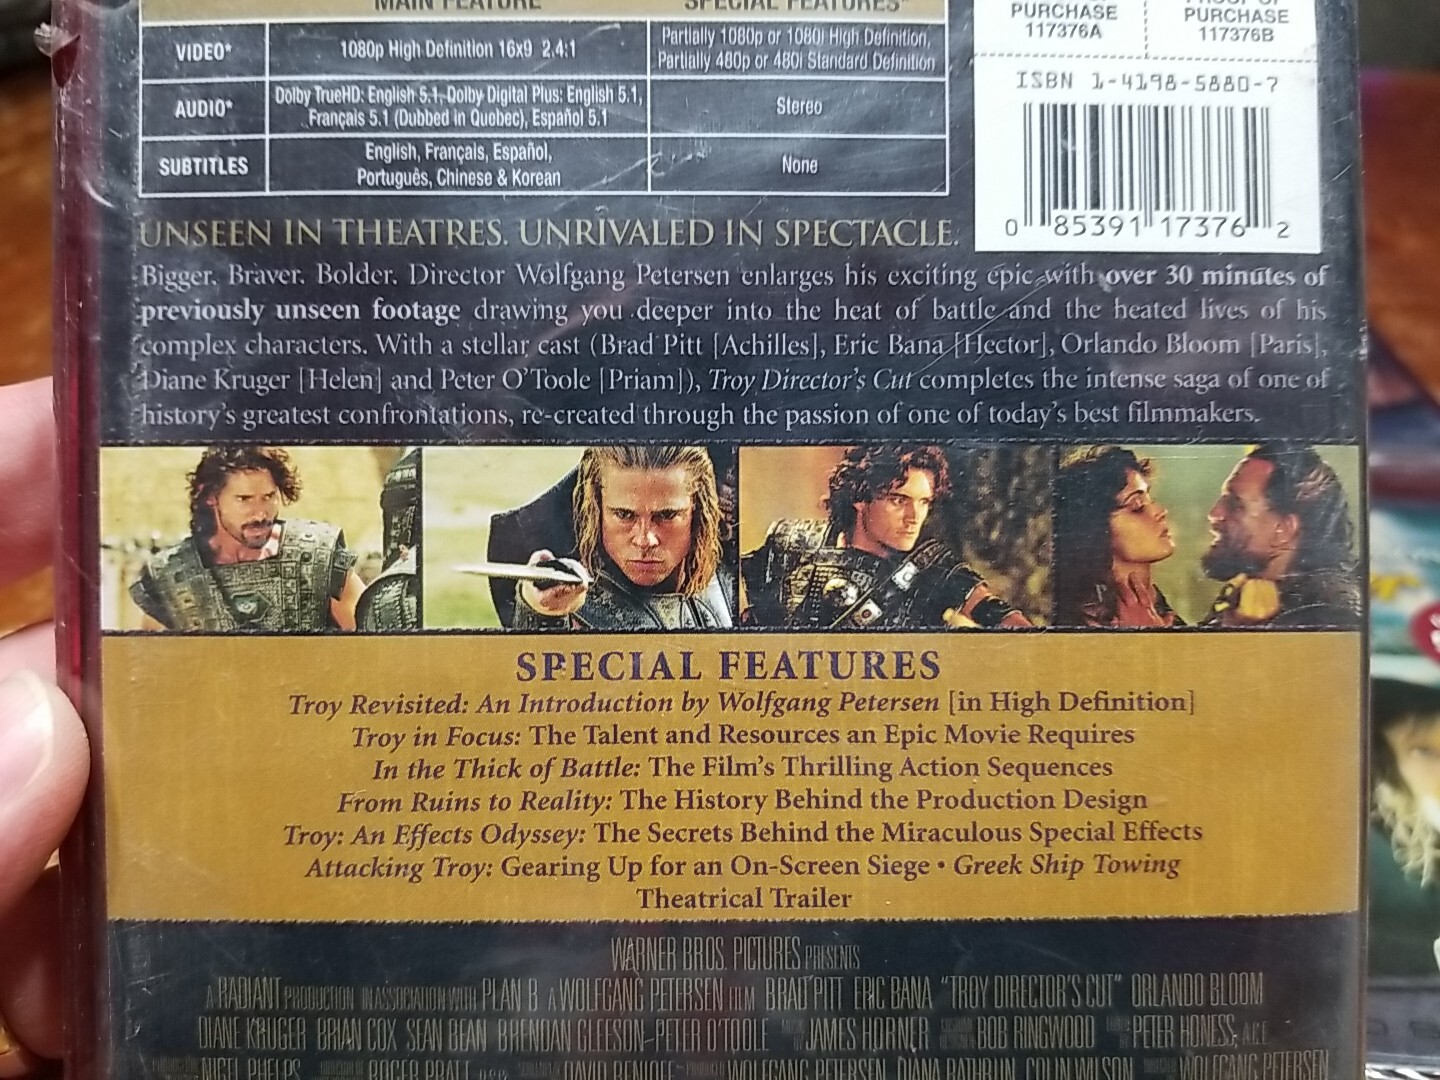 MAIN FEATURE
SPECIAL FEATURES*
VIDEO*
1080p High Definition 16x9 2.4:1
Partially 1080p or 1080i High Definition,
Partially 480p or 480i Standard Definition
AUDIO*
Dolby TrueHD: English 5.1, Dolby Digital Plus: English 5.1,
Français 5.1 (Dubbed in Quebec), Español 5.1
Stereo
SUBTITLES
English, Français, Español,
Português, Chinese & Korean
None
PURCHASE
117376A
PROOF OF
PURCHASE
117376B
ISBN 1-4198-5880-7
0 85391 17376 2
UNSEEN IN THEATRES. UNRIVALED IN SPECTACLE.
Bigger. Braver. Bolder. Director Wolfgang Petersen enlarges his exciting epic with over 30 minutes of
previously unseen footage drawing you deeper into the heat of battle and the heated lives of his
complex characters. With a stellar cast (Brad Pitt [Achilles], Eric Bana [Hector], Orlando Bloom [Paris],
Diane Kruger [Helen] and Peter O'Toole [Priam]), Troy Director's Cut completes the intense saga of one of
history's greatest confrontations, re-created through the passion of one of today's best filmmakers.
SPECIAL FEATURES
Troy Revisited: An Introduction by Wolfgang Petersen [in High Definition]
Troy in Focus: The Talent and Resources an Epic Movie Requires
In the Thick of Battle: The Film's Thrilling Action Sequences
From Ruins to Reality: The History Behind the Production Design
Troy: An Effects Odyssey: The Secrets Behind the Miraculous Special Effects
Attacking Troy: Gearing Up for an On-Screen Siege • Greek Ship Towing
Theatrical Trailer
WARNER BROS. PICTURES PRESENTS
A RADIANT PRODUCTION IN ASSOCIATION WITH PLAN B A WOLFGANG PETERSEN FILM BRAD PITT ERIC BANA "TROY DIRECTOR'S CUT" ORLANDO BLOOM
DIANE KRUGER BRIAN COX SEAN BEAN BRENDAN GLEESON PETER O'TOOLE JAMES HORNER BOB RINGWOOD PETER HONESS, A.C.E.
NIGEL PHELPS ROGER PRATT DAVID BENIOFF WOLFGANG PETERSEN DIANA RATHBUN COLIN WILSON WOLFGANG PETERSEN